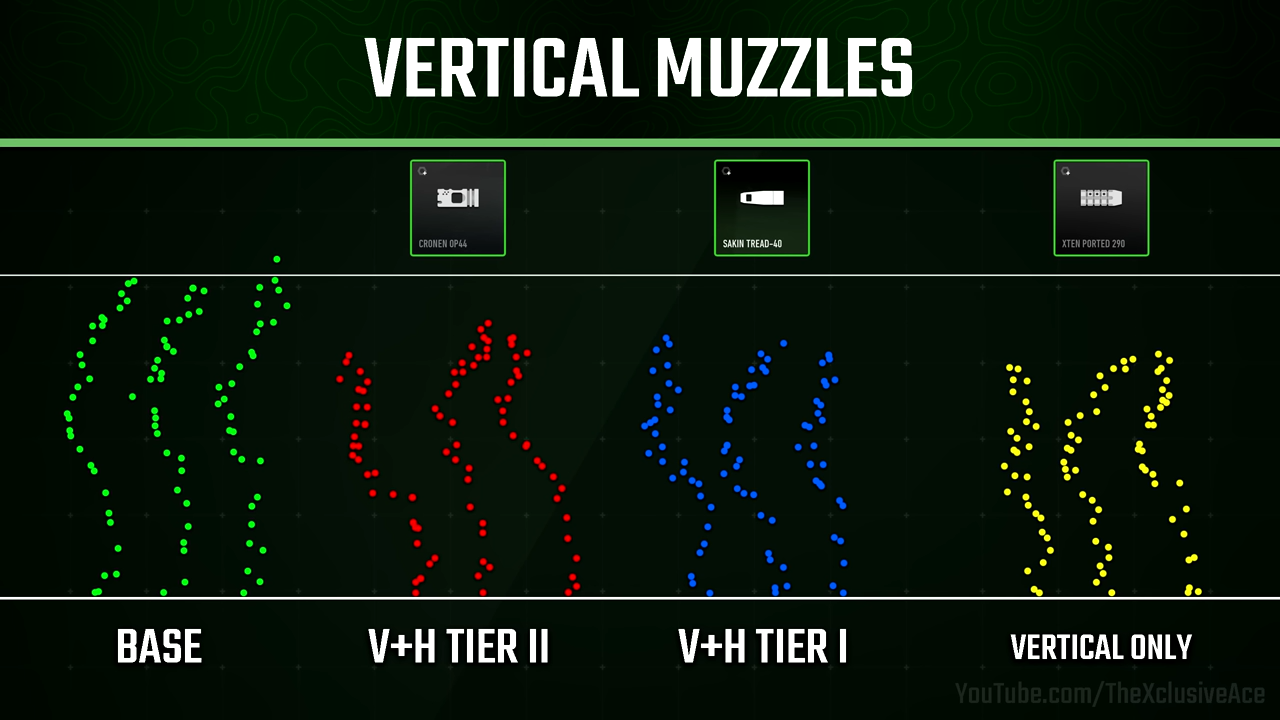 VERTICAL MUZZLES
CRONEN OP44
SAKIN TREAD-40
XTEN PORTED 290
BASE
V+H TIER II
V+H TIER I
VERTICAL ONLY
YouTube.com/TheXclusiveAce